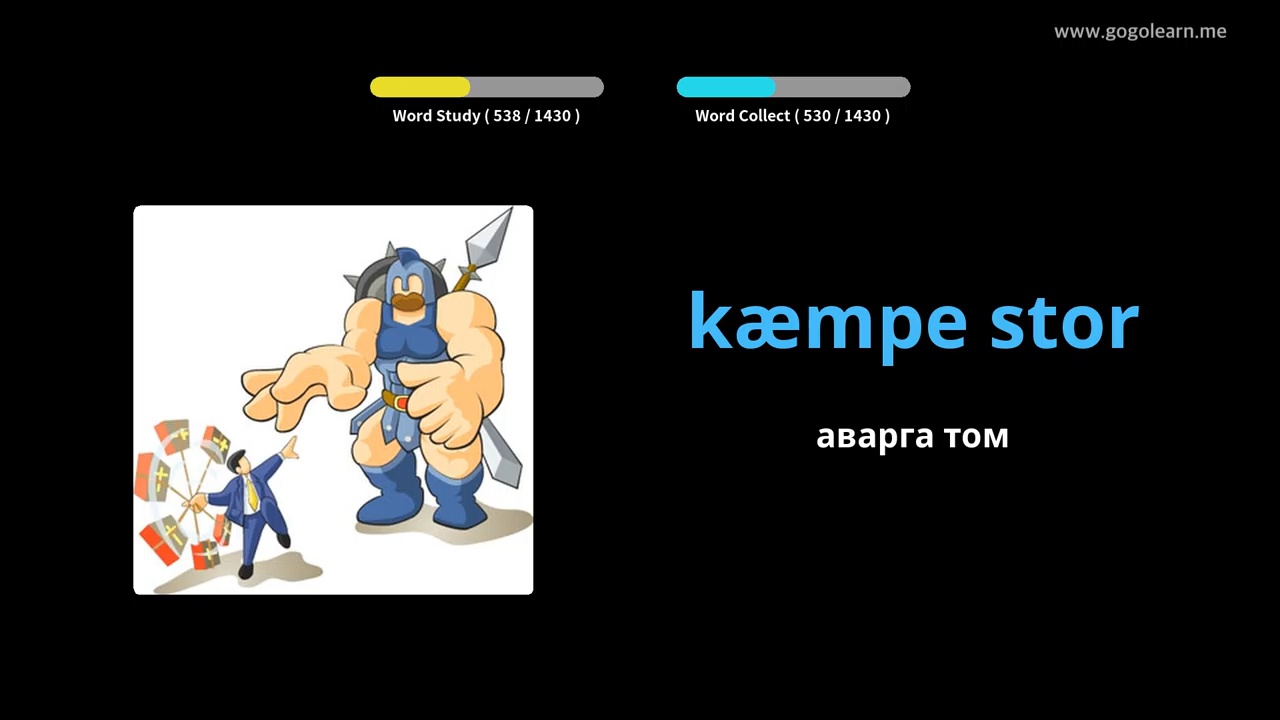 www.gogolearn.me
Word Study ( 538 / 1430 )
Word Collect ( 530 / 1430 )
kæmpe stor
аварга том